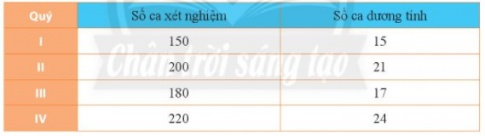 Quý Số ca xét nghiệm Số ca dương tính
I 150 15
II 200 21
Chân trời sáng tạo
III 180 17
IV 220 24